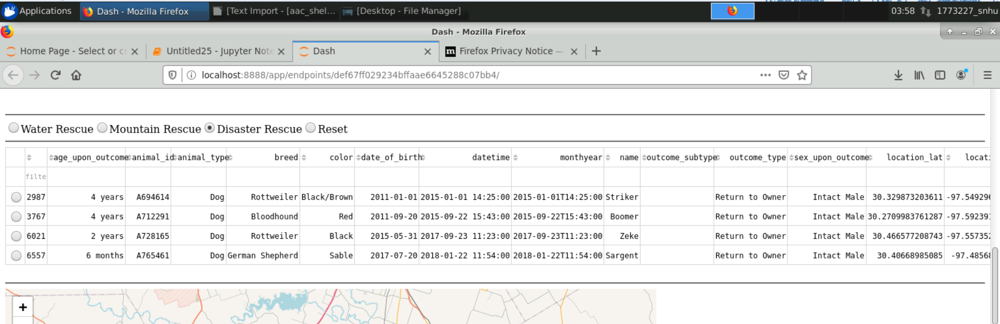 Applications Dash - Mozilla Firefox [Text Import - [aac_shel... [Desktop - File Manager] 03:58 1773227_snhu
Dash - Mozilla Firefox
Home Page - Select or cr Untitled25 - Jupyter Note Dash m Firefox Privacy Notice —
localhost:8888/app/endpoints/def67ff029234bffaae6645288c07bb4/
Water Rescue Mountain Rescue Disaster Rescue Reset
age_upon_outcome animal_id animal_type breed color date_of_birth datetime monthyear name outcome_subtype outcome_type sex_upon_outcome location_lat locati
filte
2987 4 years A694614 Dog Rottweiler Black/Brown 2011-01-01 2015-01-01 14:25:00 2015-01-01T14:25:00 Striker Return to Owner Intact Male 30.329873203611 -97.549296
3767 4 years A712291 Dog Bloodhound Red 2011-09-20 2015-09-22 15:43:00 2015-09-22T15:43:00 Boomer Return to Owner Intact Male 30.2709983761287 -97.592391
6021 2 years A728165 Dog Rottweiler Black 2015-05-31 2017-09-23 11:23:00 2017-09-23T11:23:00 Zeke Return to Owner Intact Male 30.466577208743 -97.557352
6557 6 months A765461 Dog German Shepherd Sable 2017-07-20 2018-01-22 11:54:00 2018-01-22T11:54:00 Sargent Return to Owner Intact Male 30.40668985085 -97.4856
+